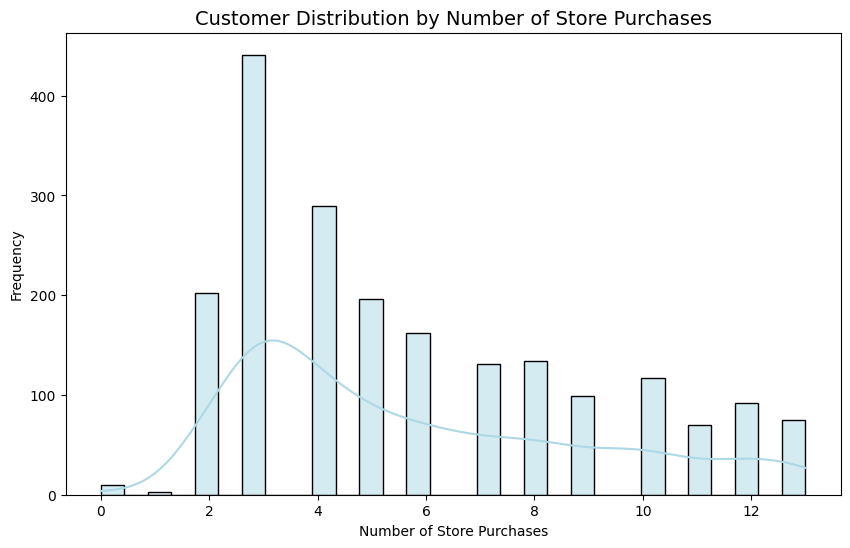 Customer Distribution by Number of Store Purchases
Frequency
400
300
200
100
0
0 2 4 6 8 10 12
Number of Store Purchases